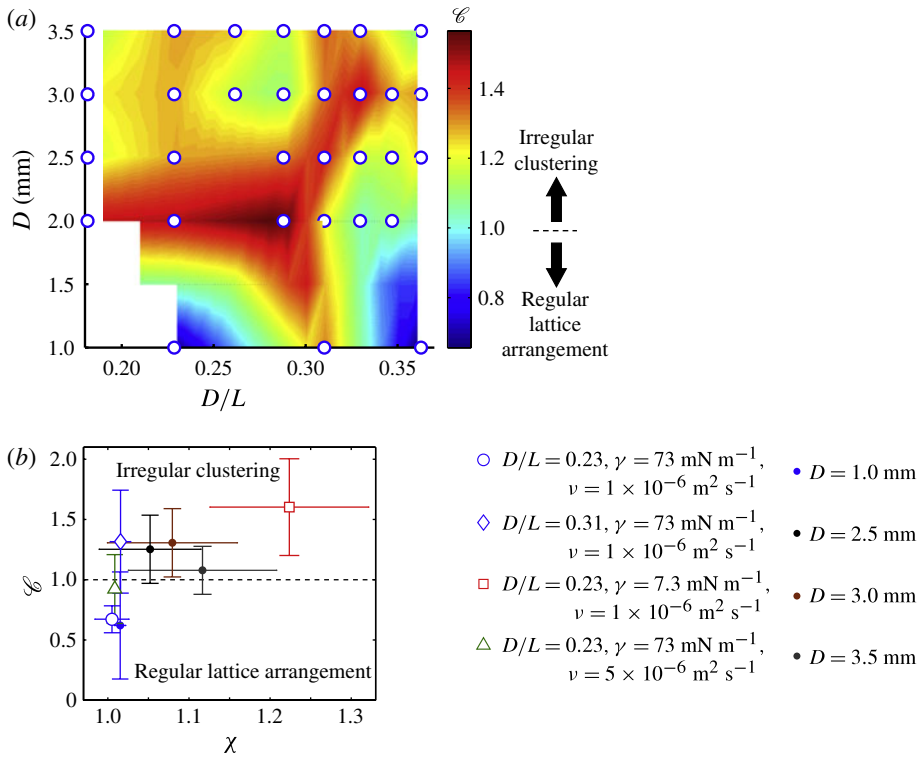 (a)
𝒞
3.5
3.0
2.5
2.0
1.5
1.0
D (mm)
0.20
0.25
0.30
0.35
D/L
1.4
1.2
1.0
0.8
Irregular
clustering
Regular
lattice
arrangement
(b)
2.0
1.5
1.0
0.5
0
𝒞
Irregular clustering
Regular lattice arrangement
1.0
1.1
1.2
1.3
χ
D/L = 0.23, γ = 73 mN m⁻¹,
ν = 1 × 10⁻⁶ m² s⁻¹
D/L = 0.31, γ = 73 mN m⁻¹,
ν = 1 × 10⁻⁶ m² s⁻¹
D/L = 0.23, γ = 7.3 mN m⁻¹,
ν = 1 × 10⁻⁶ m² s⁻¹
D/L = 0.23, γ = 73 mN m⁻¹,
ν = 5 × 10⁻⁶ m² s⁻¹
D = 1.0 mm
D = 2.5 mm
D = 3.0 mm
D = 3.5 mm